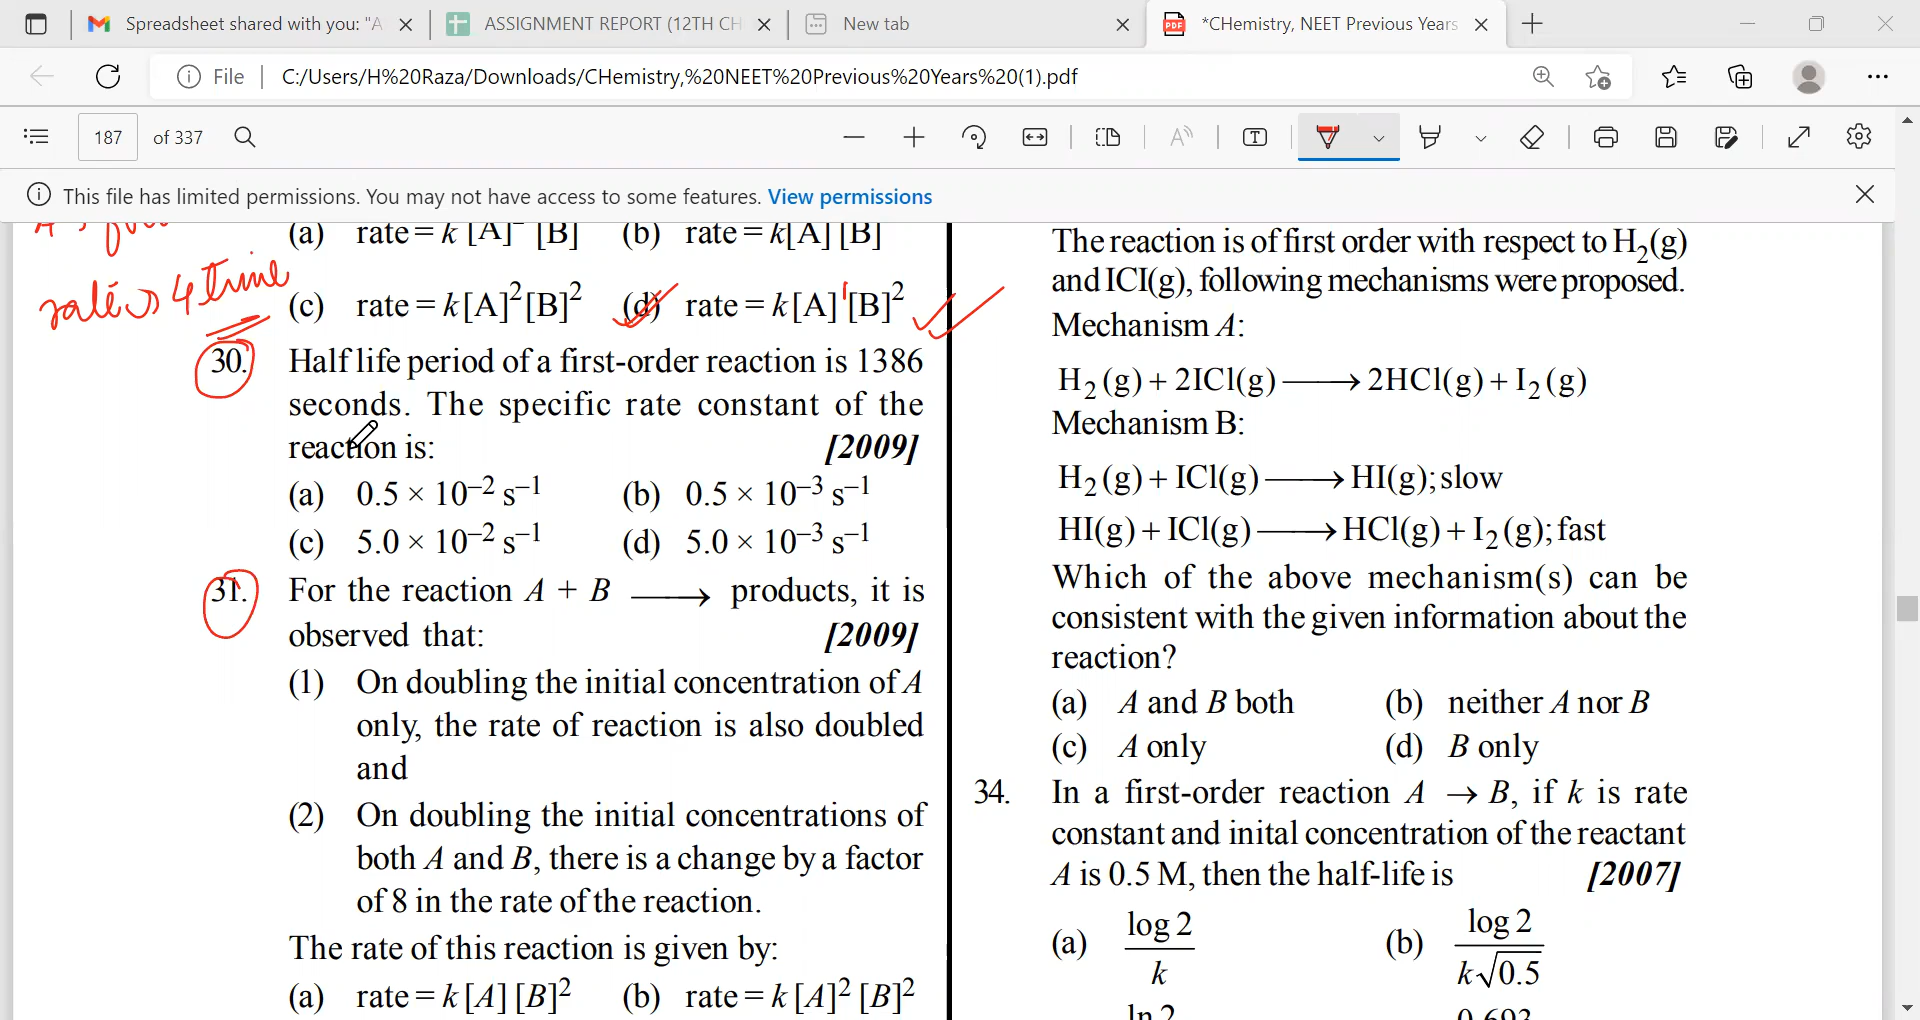 Spreadsheet shared with you: "A
ASSIGNMENT REPORT (12TH CH
New tab
*CHemistry, NEET Previous Years
File
C:/Users/H%20Raza/Downloads/CHemistry,%20NEET%20Previous%20Years%20(1).pdf
187 of 337
This file has limited permissions. You may not have access to some features. View permissions
(a) rate = k [A]² [B] (b) rate = k[A] [B]
rate → 4 time
(c) rate = k[A]² [B]² (d) rate = k[A]¹ [B]²
30. Half life period of a first-order reaction is 1386
seconds. The specific rate constant of the
reaction is: [2009]
(a) 0.5 × 10⁻² s⁻¹ (b) 0.5 × 10⁻³ s⁻¹
(c) 5.0 × 10⁻² s⁻¹ (d) 5.0 × 10⁻³ s⁻¹
31. For the reaction A + B ⟶ products, it is
observed that: [2009]
(1) On doubling the initial concentration of A
only, the rate of reaction is also doubled
and
(2) On doubling the initial concentrations of
both A and B, there is a change by a factor
of 8 in the rate of the reaction.
The rate of this reaction is given by:
(a) rate = k [A] [B]² (b) rate = k [A]² [B]²
The reaction is of first order with respect to H₂(g)
and ICI(g), following mechanisms were proposed.
Mechanism A:
H₂ (g) + 2ICl(g) ⟶ 2HCl(g) + I₂ (g)
Mechanism B:
H₂ (g) + ICl(g) ⟶ HI(g); slow
HI(g) + ICl(g) ⟶ HCl(g) + I₂ (g); fast
Which of the above mechanism(s) can be
consistent with the given information about the
reaction?
(a) A and B both (b) neither A nor B
(c) A only (d) B only
34. In a first-order reaction A → B, if k is rate
constant and inital concentration of the reactant
A is 0.5 M, then the half-life is [2007]
(a) log 2 / k (b) log 2 / k√0.5
ln 2 0.693